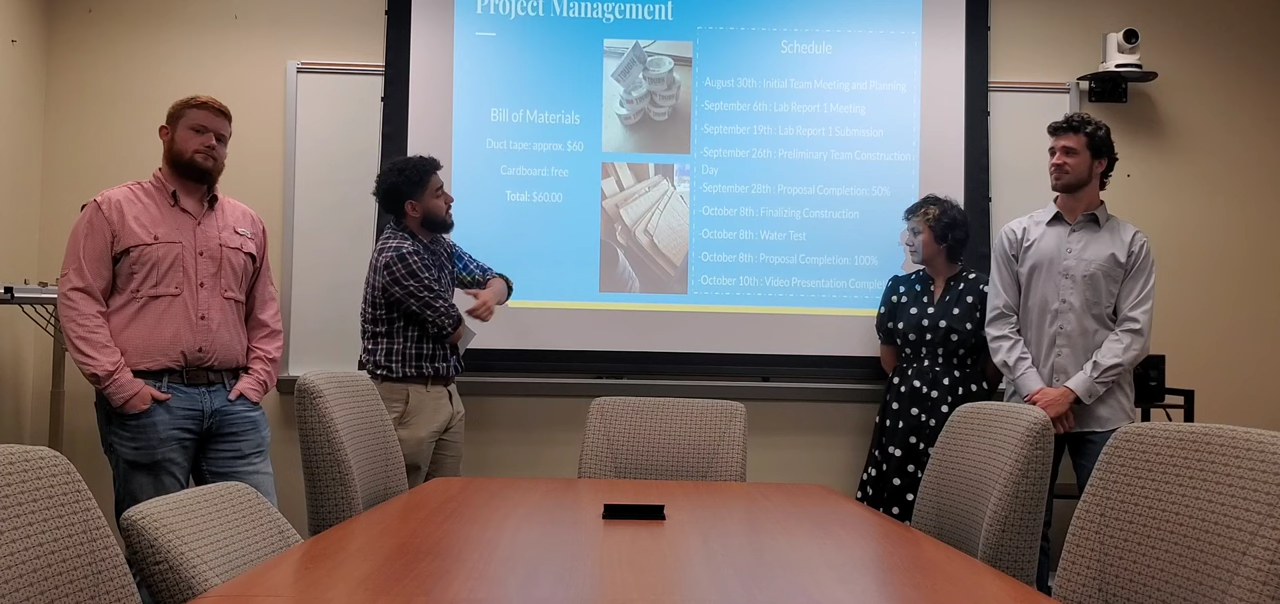 Project Management
Bill of Materials
Duct tape: approx. $60
Cardboard: free
Total: $60.00
Schedule
-August 30th : Initial Team Meeting and Planning
-September 6th : Lab Report 1 Meeting
-September 19th : Lab Report 1 Submission
-September 26th : Preliminary Team Construction
Day
-September 28th : Proposal Completion: 50%
-October 8th : Finalizing Construction
-October 8th : Water Test
-October 8th : Proposal Completion: 100%
-October 10th : Video Presentation